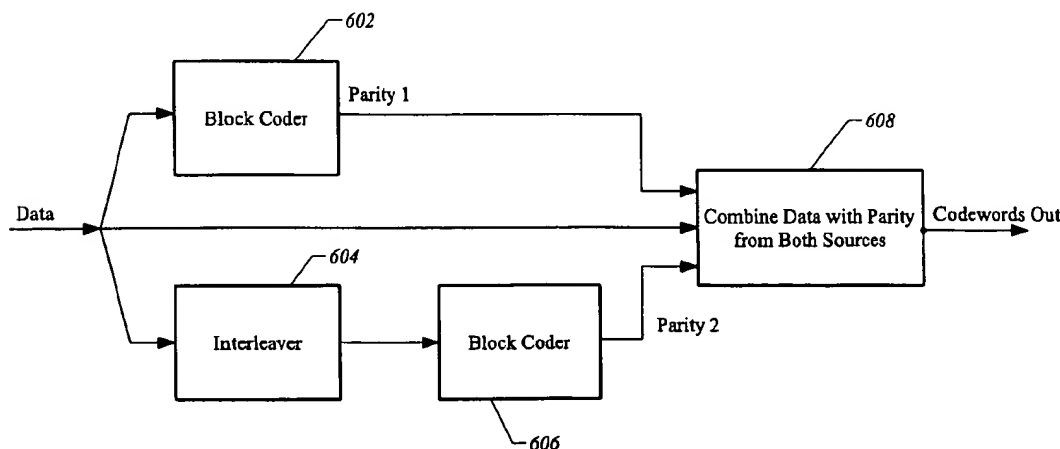 602
Block Coder
Parity 1
608
Data
Combine Data with Parity
from Both Sources
Codewords Out
604
Interleaver
Block Coder
Parity 2
606